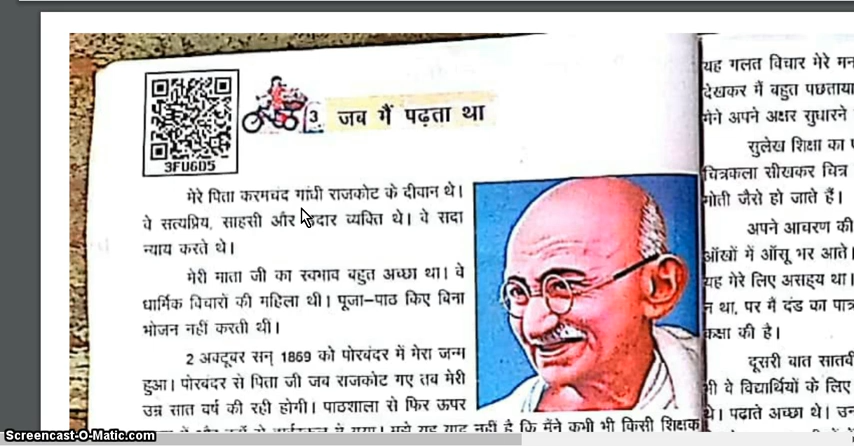 3FU6D5
3 जब मैं पढ़ता था
मेरे पिता करमचंद गांधी राजकोट के दीवान थे।
वे सत्यप्रिय, साहसी और उदार व्यक्ति थे। वे सदा
न्याय करते थे।
मेरी माता जी का स्वभाव बहुत अच्छा था। वे
धार्मिक विचारों की महिला थी। पूजा–पाठ किए बिना
भोजन नहीं करती थीं।
2 अक्टूबर सन् 1869 को पोरबंदर में मेरा जन्म
हुआ। पोरबंदर से पिता जी जब राजकोट गए तब मेरी
उम्र सात वर्ष की रही होगी। पाठशाला से फिर ऊपर
में गया। मुझे यह याद नहीं है कि मैंने कभी भी किसी शिक्षक
यह गलत विचार मेरे मन
देखकर मैं बहुत पछताया
मैंने अपने अक्षर सुधारने
सुलेख शिक्षा का
चित्रकला सीखकर चित्र
मोती जैसे हो जाते हैं।
अपने आचरण की
आँखों में आँसू भर आते।
यह मेरे लिए असह्य था।
न था, पर मैं दंड का पात्र
कक्षा की है।
दूसरी बात सातवीं
भी वे विद्यार्थियों के लिए
थे। पढ़ाते अच्छा थे।
Screencast-O-Matic.com